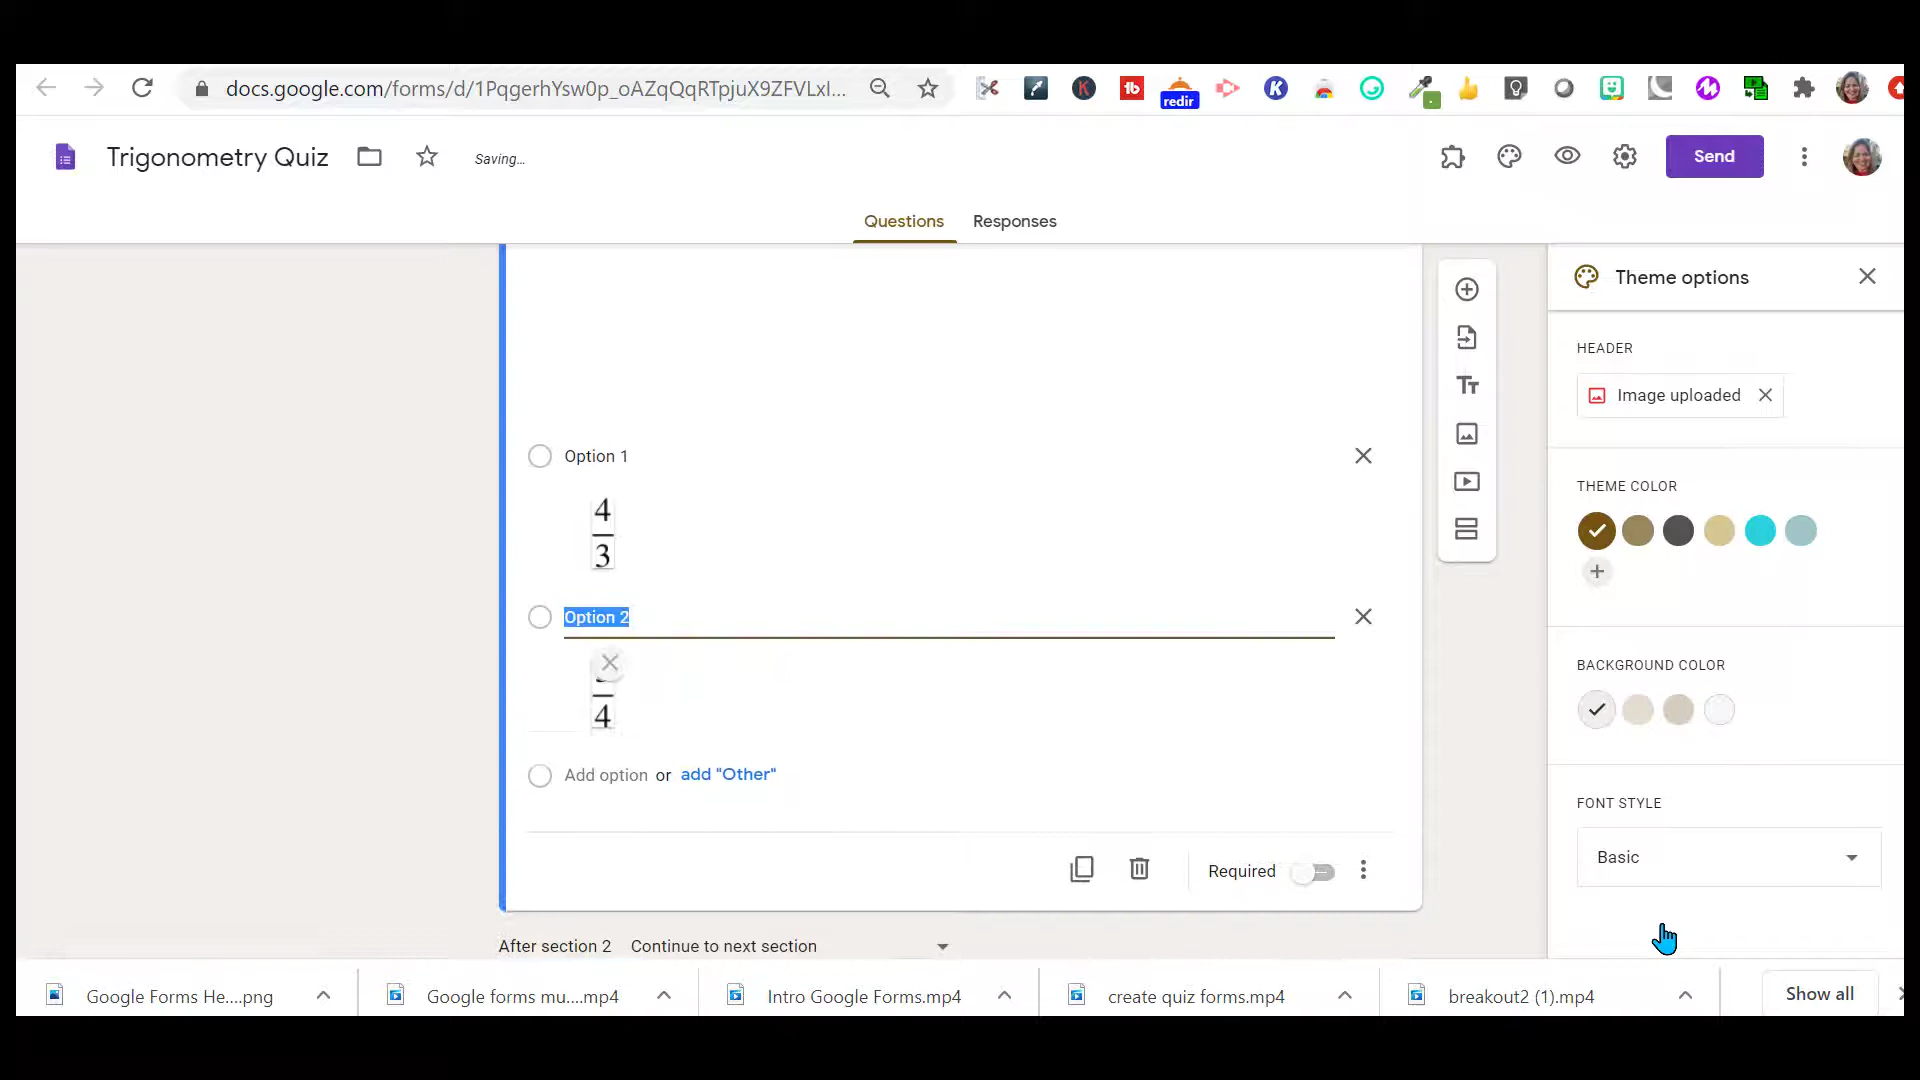 docs.google.com/forms/d/1PqgerhYsw0p_oAZqQqRTpjuX9ZFVLxI...
redir
Trigonometry Quiz
Saving...
Send
Questions
Responses
Theme options
HEADER
Image uploaded
Option 1
4
3
THEME COLOR
Option 2
4
BACKGROUND COLOR
Add option or add "Other"
FONT STYLE
Basic
Required
After section 2 Continue to next section
Google Forms He....png
Google forms mu....mp4
Intro Google Forms.mp4
create quiz forms.mp4
breakout2 (1).mp4
Show all